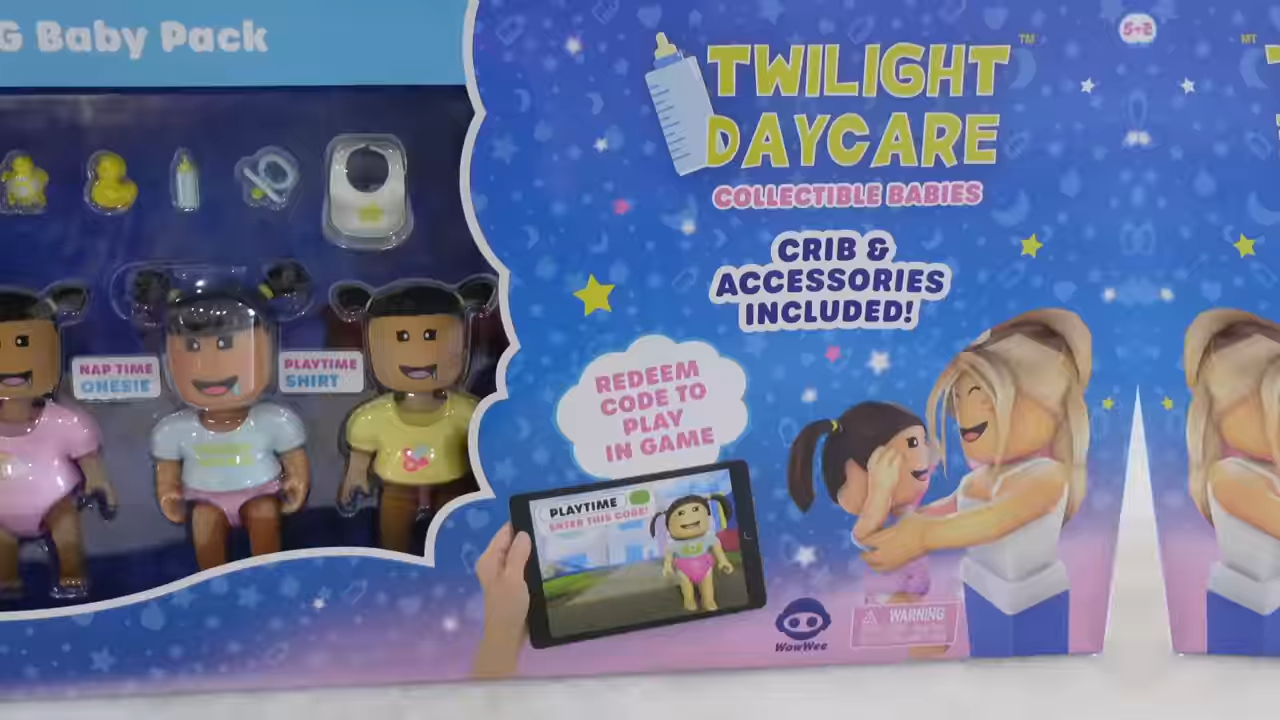 G Baby Pack
NAP TIME
ONESIE
PLAYTIME
SHIRT
TWILIGHT ™
DAYCARE
COLLECTIBLE BABIES
CRIB &
ACCESSORIES
INCLUDED!
REDEEM
CODE TO
PLAY
IN GAME
PLAYTIME
ENTER THIS CODE!
WowWee
WARNING